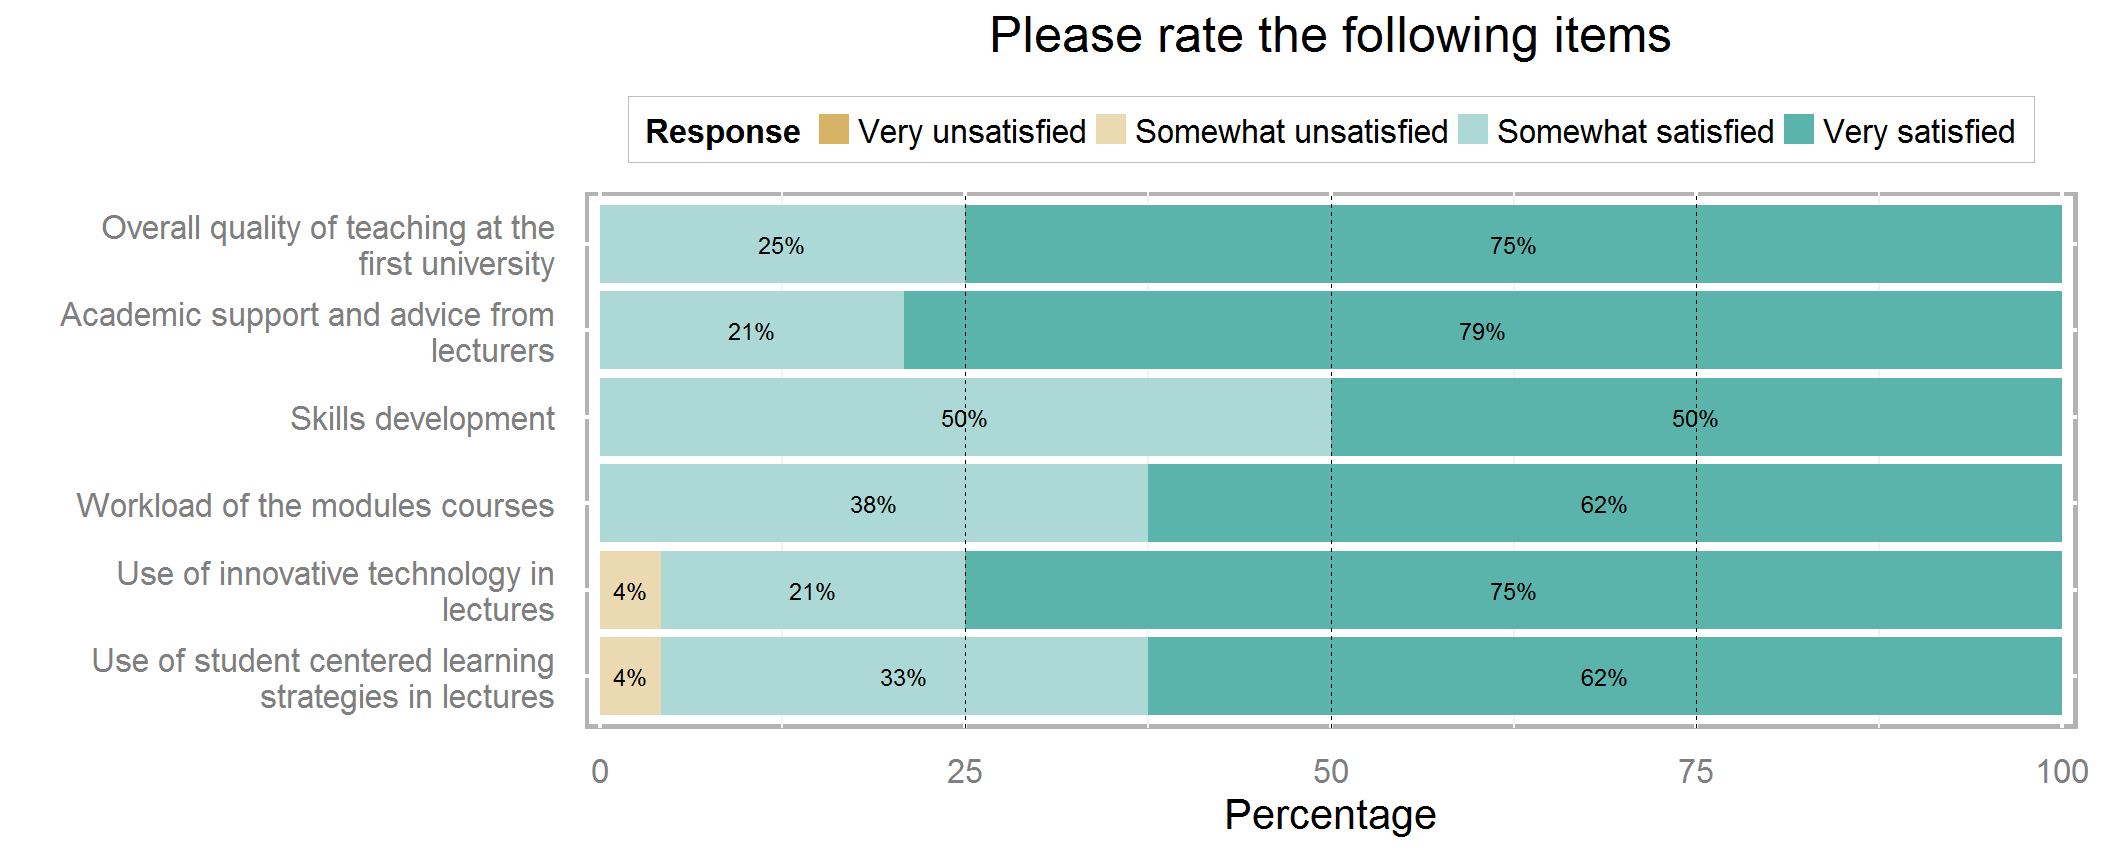 Please rate the following items
Response Very unsatisfied Somewhat unsatisfied Somewhat satisfied Very satisfied
Overall quality of teaching at the
first university
25% 75%
Academic support and advice from
lecturers
21% 79%
Skills development
50% 50%
Workload of the modules courses
38% 62%
Use of innovative technology in
lectures
4% 21% 75%
Use of student centered learning
strategies in lectures
4% 33% 62%
0 25 50 75 100
Percentage